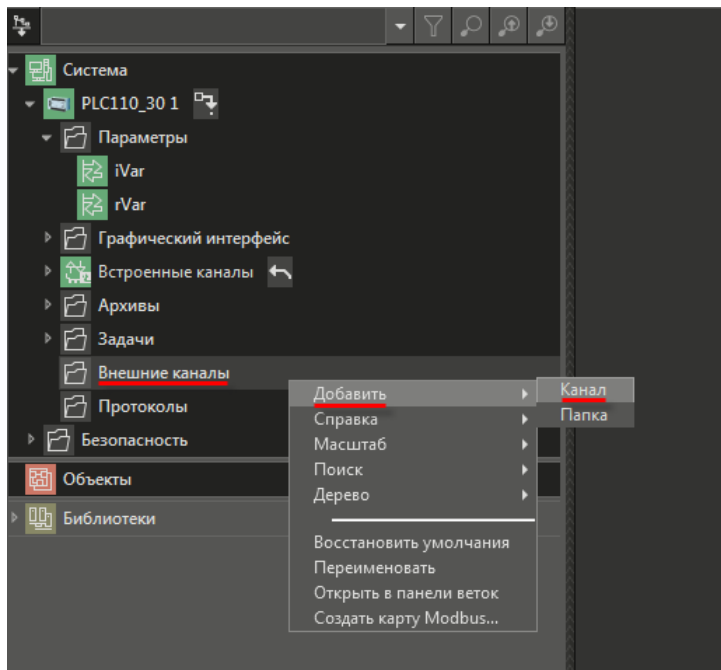 Система
PLC110_30 1
Параметры
iVar
rVar
Графический интерфейс
Встроенные каналы
Архивы
Задачи
Внешние каналы
Протоколы
Безопасность
Объекты
Библиотеки
Добавить
Справка
Масштаб
Поиск
Дерево
Восстановить умолчания
Переименовать
Открыть в панели веток
Создать карту Modbus...
Канал
Папка